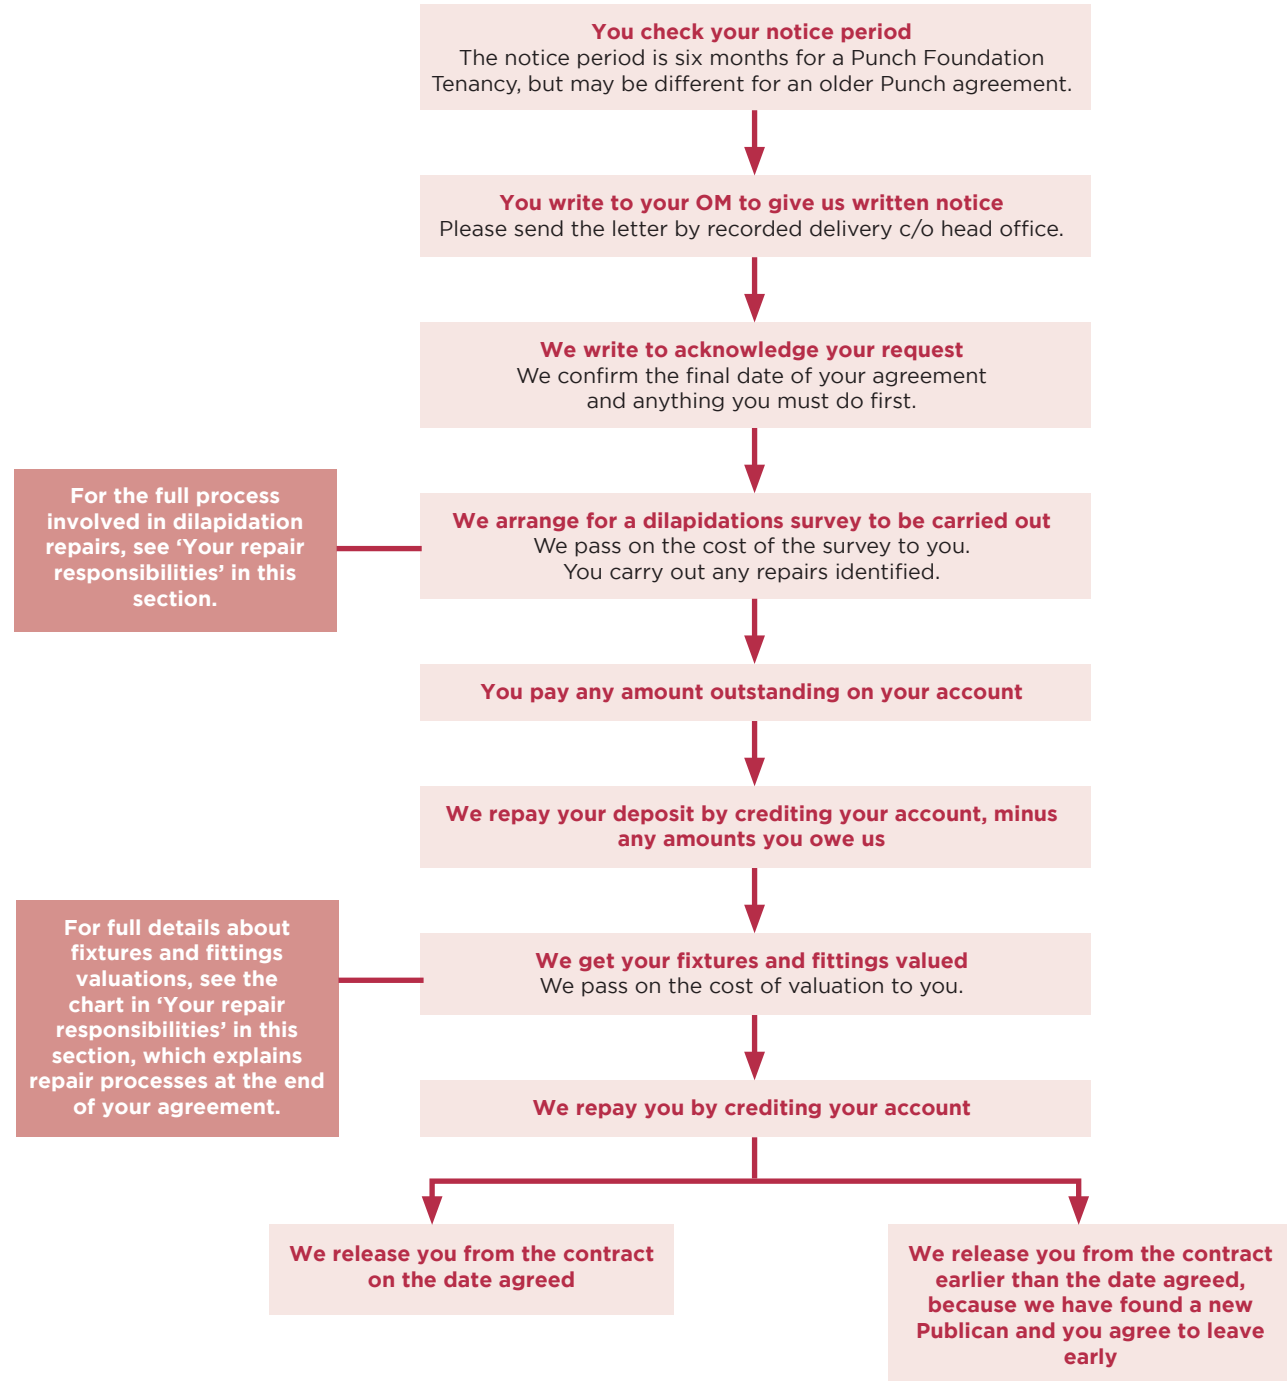 You check your notice period
The notice period is six months for a Punch Foundation
Tenancy, but may be different for an older Punch agreement.
You write to your OM to give us written notice
Please send the letter by recorded delivery c/o head office.
We write to acknowledge your request
We confirm the final date of your agreement
and anything you must do first.
For the full process
involved in dilapidation
repairs, see ‘Your repair
responsibilities’ in this
section.
We arrange for a dilapidations survey to be carried out
We pass on the cost of the survey to you.
You carry out any repairs identified.
You pay any amount outstanding on your account
We repay your deposit by crediting your account, minus
any amounts you owe us
For full details about
fixtures and fittings
valuations, see the
chart in ‘Your repair
responsibilities’ in this
section, which explains
repair processes at the end
of your agreement.
We get your fixtures and fittings valued
We pass on the cost of valuation to you.
We repay you by crediting your account
We release you from the contract
on the date agreed
We release you from the contract
earlier than the date agreed,
because we have found a new
Publican and you agree to leave
early